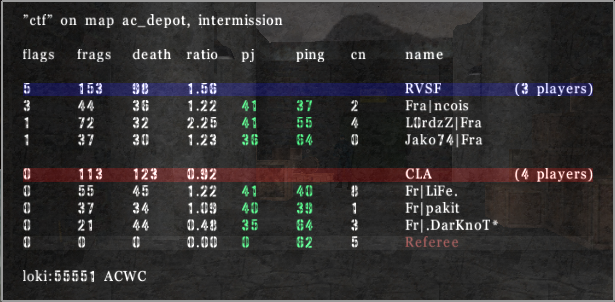 "ctf" on map ac_depot, intermission
flags frags death ratio pj ping cn name
5 153 98 1.56 RVSF (3 players)
3 44 36 1.22 41 37 2 Fra|ncois
1 72 32 2.25 41 55 4 L0rdzZ|Fra
1 37 30 1.23 36 64 0 Jako74|Fra
0 113 123 0.92 CLA (4 players)
0 55 45 1.22 41 40 8 Fr|LiFe.
0 37 34 1.09 40 39 1 Fr|pakit
0 21 44 0.48 35 64 3 Fr|.DarKnoT*
0 0 0 0.00 0 62 5 Referee
loki:55551 ACWC